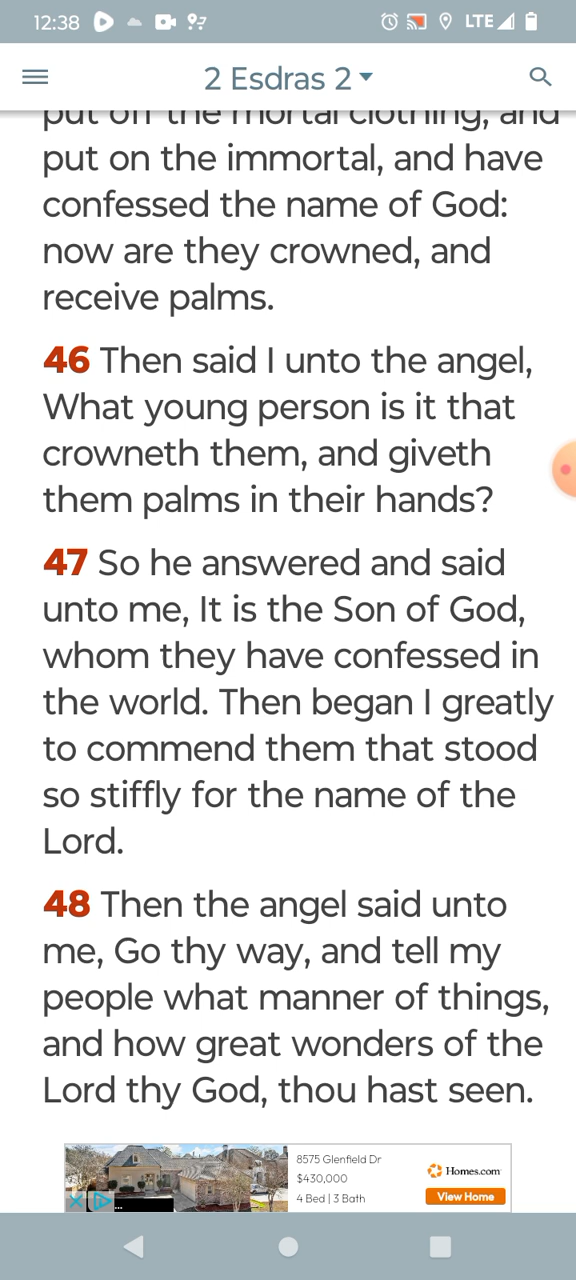 12:38
LTE
2 Esdras 2
put off the mortal clothing, and
put on the immortal, and have
confessed the name of God:
now are they crowned, and
receive palms.
46 Then said I unto the angel,
What young person is it that
crowneth them, and giveth
them palms in their hands?
47 So he answered and said
unto me, It is the Son of God,
whom they have confessed in
the world. Then began I greatly
to commend them that stood
so stiffly for the name of the
Lord.
48 Then the angel said unto
me, Go thy way, and tell my
people what manner of things,
and how great wonders of the
Lord thy God, thou hast seen.
8575 Glenfield Dr
$430,000
4 Bed | 3 Bath
Homes.com
View Home
...